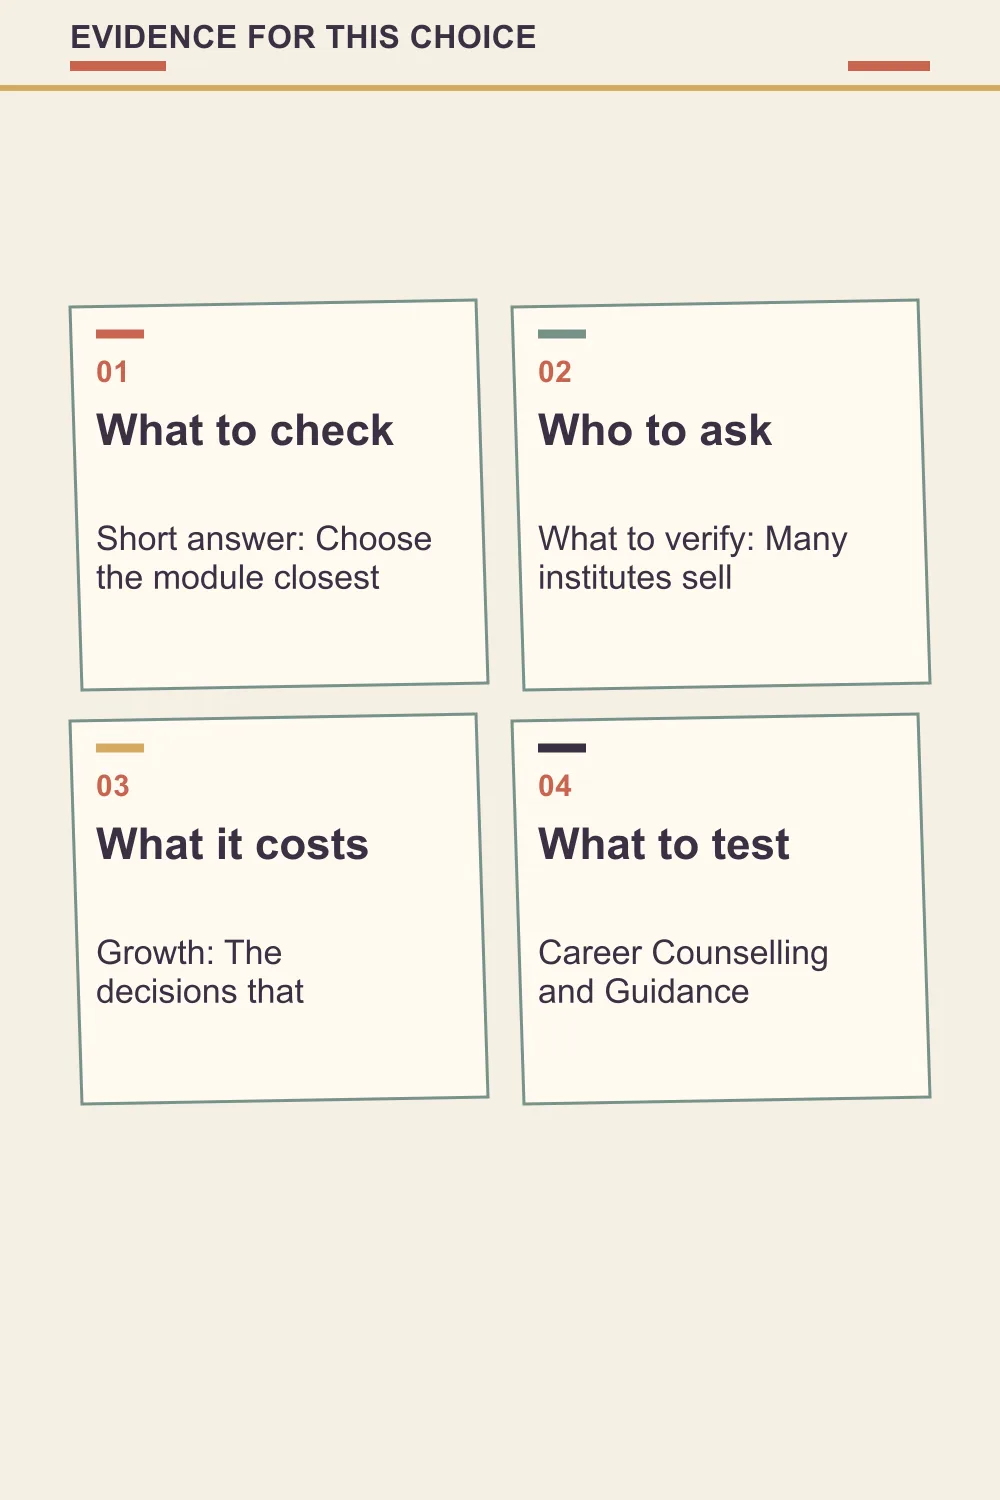 EVIDENCE FOR THIS CHOICE
01
What to check
Short answer: Choose
the module closest
02
Who to ask
What to verify: Many
institutes sell
03
What it costs
Growth: The
decisions that
04
What to test
Career Counselling
and Guidance